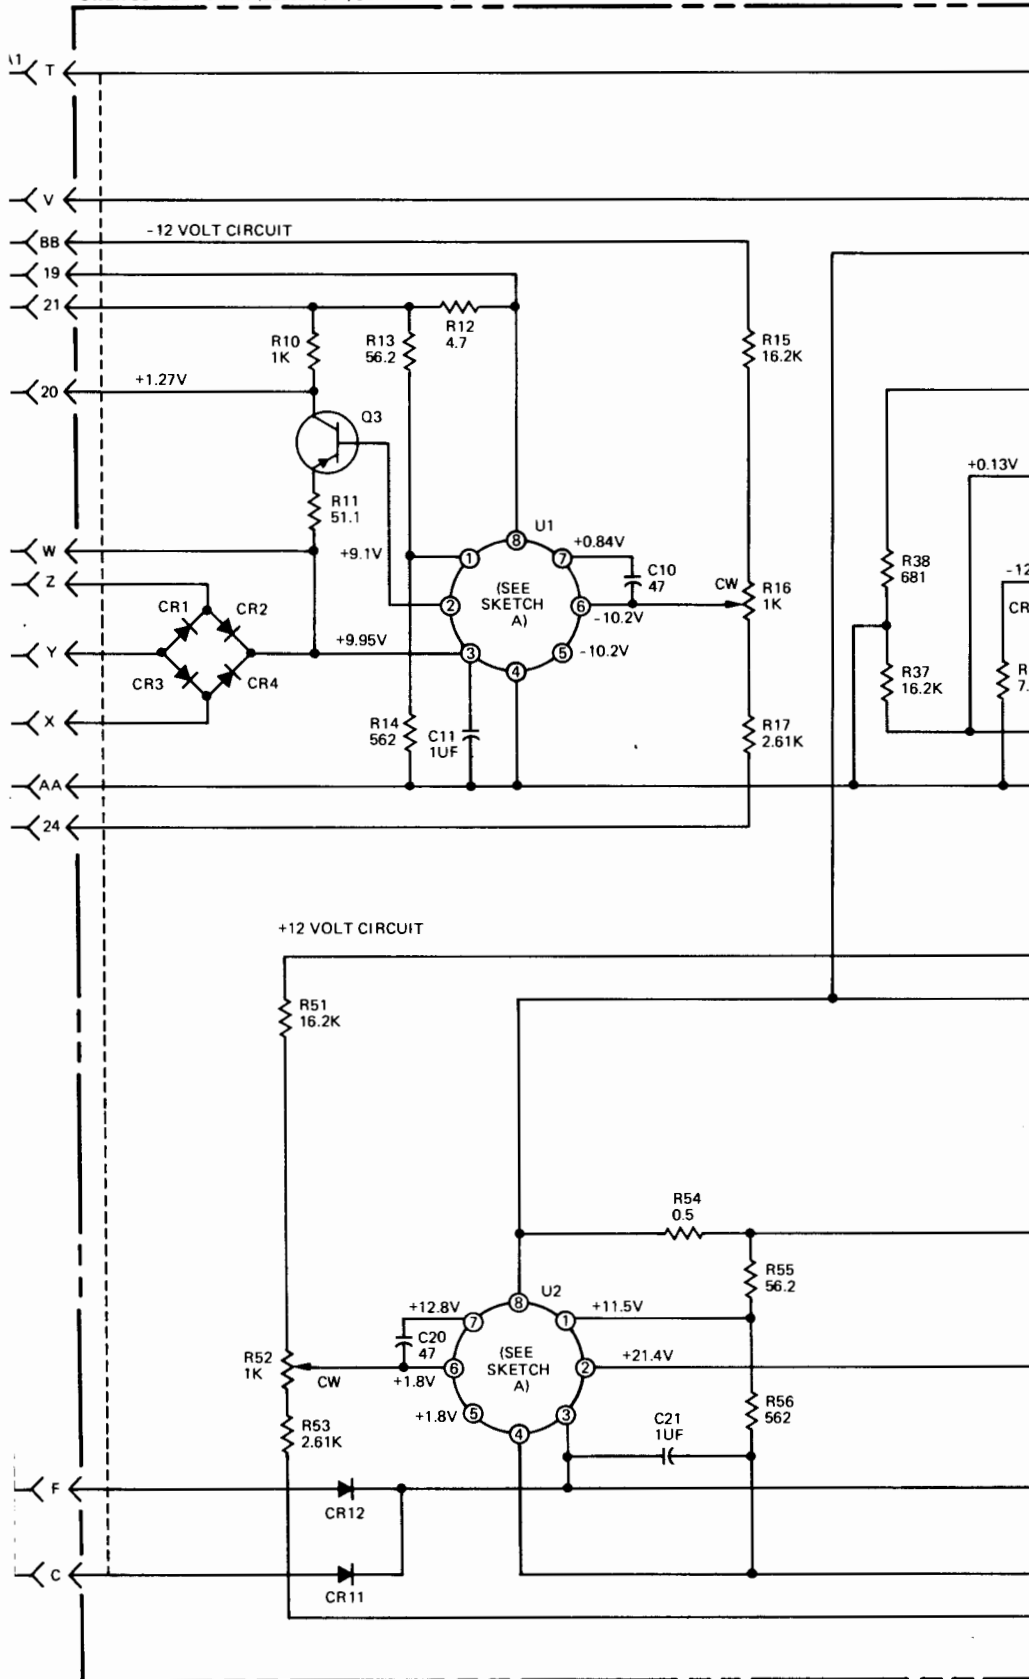 A1
T
V
-12 VOLT CIRCUIT
BB
19
21
R10
1K
R13
56.2
R12
4.7
R15
16.2K
20
+1.27V
Q3
+0.13V
R11
51.1
U1
W
+9.1V
8
1
7
+0.84V
C10
47
R38
681
Z
-12
CR1
CR2
2
(SEE
SKETCH
A)
6
CW
R16
1K
CR
-10.2V
Y
+9.95V
3
5
-10.2V
CR3
CR4
4
R37
16.2K
R
7.
X
R14
562
C11
1UF
R17
2.61K
AA
24
+12 VOLT CIRCUIT
R51
16.2K
R54
0.5
R55
56.2
U2
+12.8V
8
7
1
+11.5V
C20
47
R52
1K
CW
6
(SEE
SKETCH
A)
2
+21.4V
+1.8V
+1.8V
5
3
4
R53
2.61K
C21
1UF
R56
562
F
CR12
C
CR11